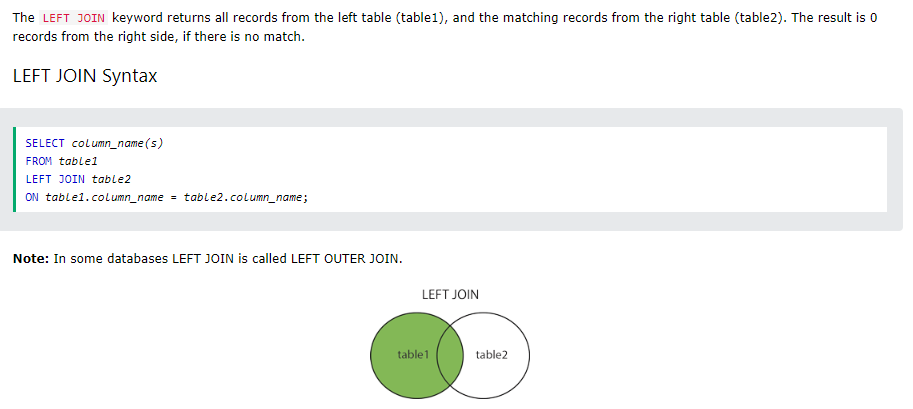 The LEFT JOIN keyword returns all records from the left table (table1), and the matching records from the right table (table2). The result is 0
records from the right side, if there is no match.
LEFT JOIN Syntax
SELECT column_name(s)
FROM table1
LEFT JOIN table2
ON table1.column_name = table2.column_name;
Note: In some databases LEFT JOIN is called LEFT OUTER JOIN.
LEFT JOIN
table1
table2